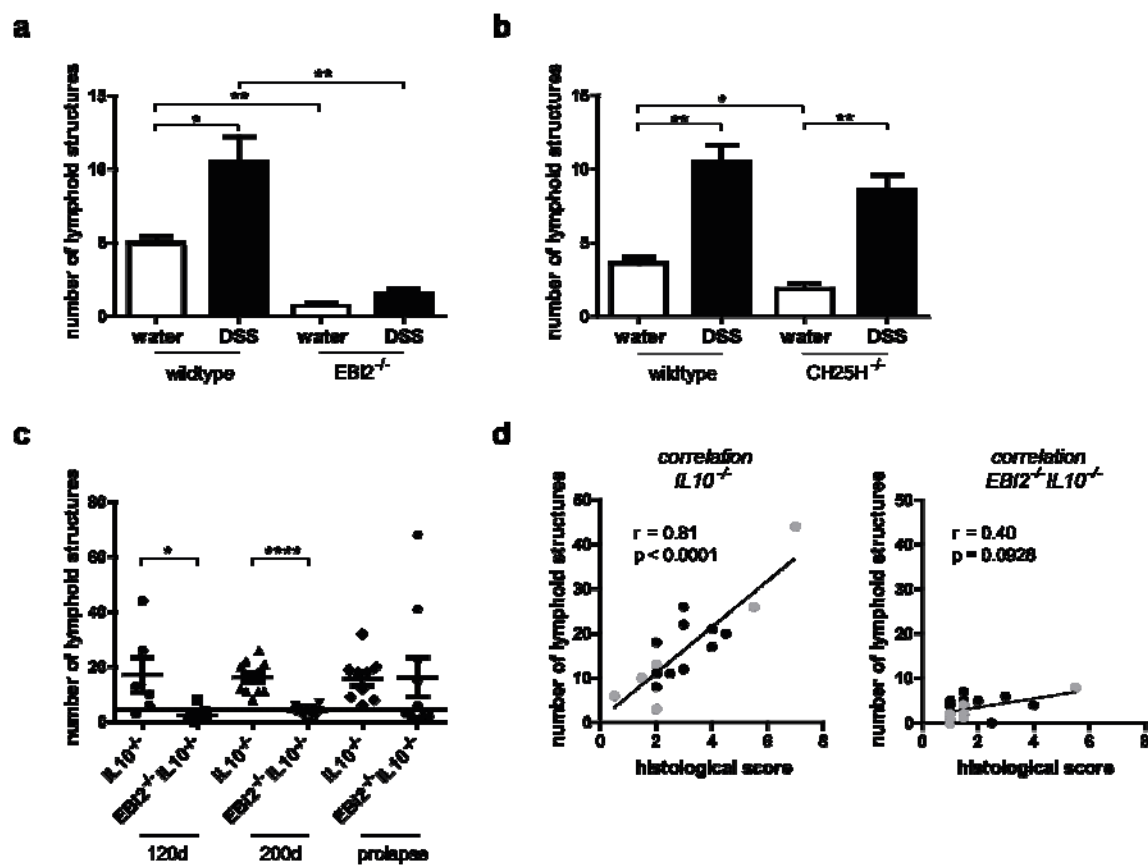 a
number of lymphoid structures
15
10
5
0
**
**
*
water DSS water DSS
wildtype EBI2-/-
b
number of lymphoid structures
15
10
5
0
*
** **
water DSS water DSS
wildtype CH25H-/-
c
number of lymphoid structures
80
60
40
20
0
* ****
IL10-/- EBI2-/-IL10-/- IL10-/- EBI2-/-IL10-/- IL10-/- EBI2-/-IL10-/-
120d 200d prolapse
d
correlation
IL10-/-
number of lymphoid structures
50
40
30
20
10
0
r = 0.81
p < 0.0001
0 2 4 6 8
histological score
correlation
EBI2-/-IL10-/-
number of lymphoid structures
50
40
30
20
10
0
r = 0.40
p = 0.0928
0 2 4 6 8
histological score